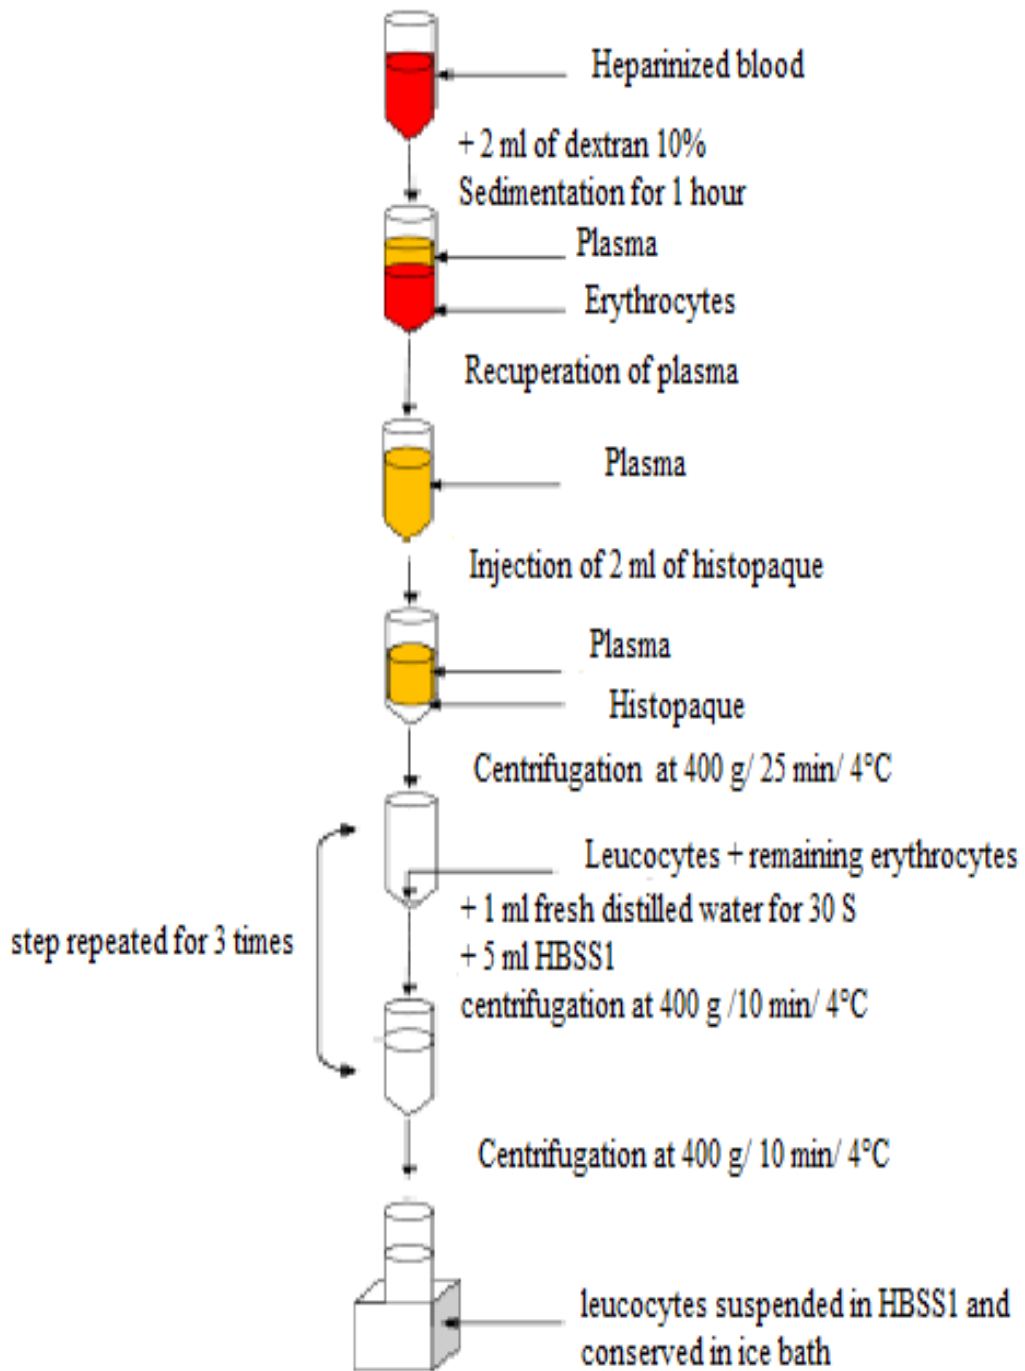 Heparinized blood
+ 2 ml of dextran 10%
Sedimentation for 1 hour
Plasma
Erythrocytes
Recuperation of plasma
Plasma
Injection of 2 ml of histopaque
Plasma
Histopaque
Centrifugation at 400 g/ 25 min/ 4°C
Leucocytes + remaining erythrocytes
+ 1 ml fresh distilled water for 30 S
+ 5 ml HBSS1
centrifugation at 400 g /10 min/ 4°C
step repeated for 3 times
Centrifugation at 400 g/ 10 min/ 4°C
leucocytes suspended in HBSS1 and
conserved in ice bath